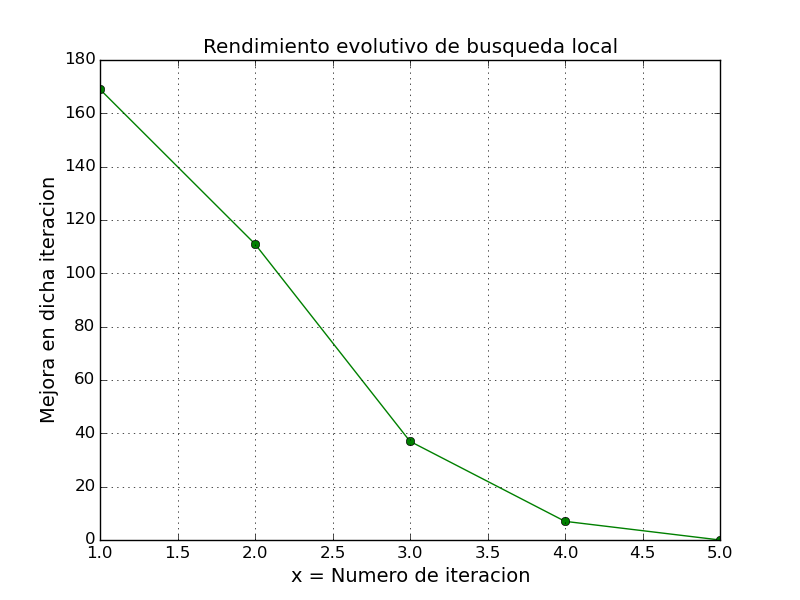 Rendimiento evolutivo de busqueda local
180
160
140
120
100
80
60
40
20
0
Mejora en dicha iteracion
1.0 1.5 2.0 2.5 3.0 3.5 4.0 4.5 5.0
x = Numero de iteracion